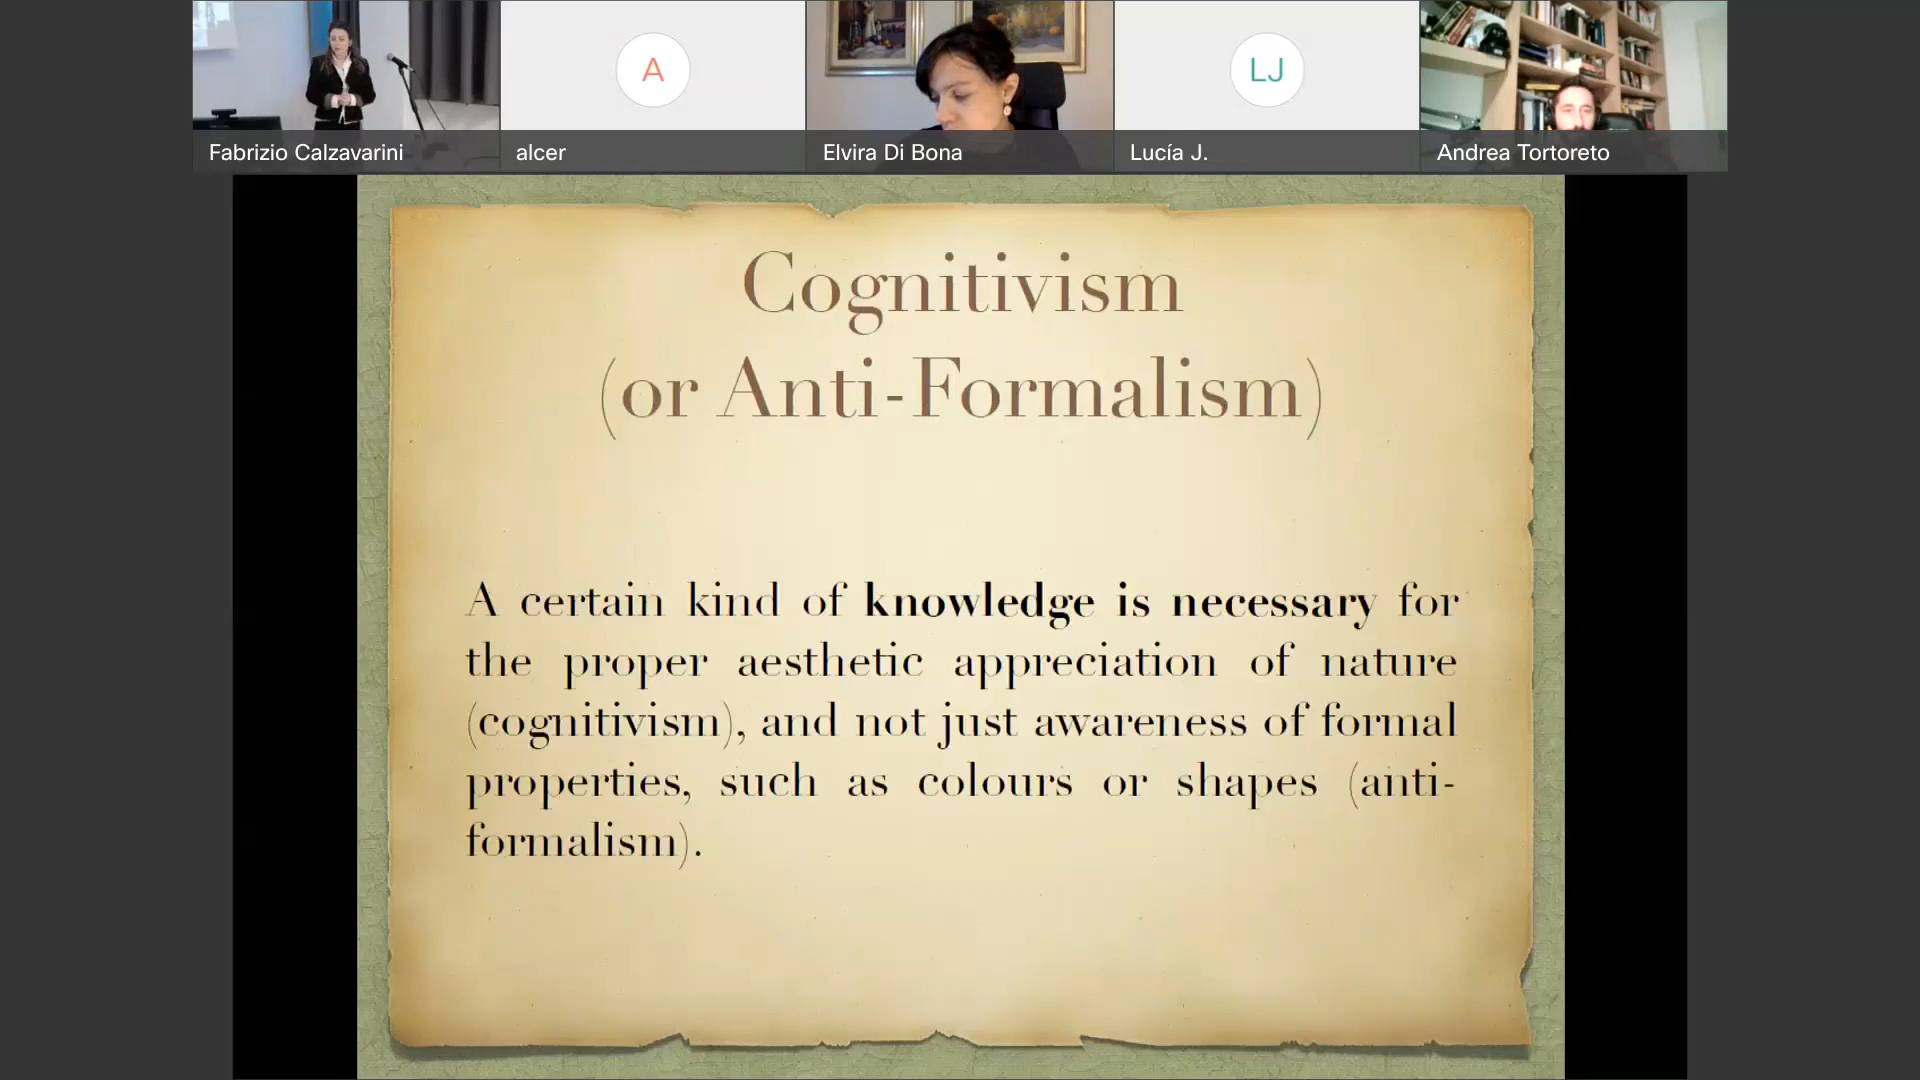 A
LJ
Fabrizio Calzavarini
alcer
Elvira Di Bona
Lucía J.
Andrea Tortoreto
Cognitivism
(or Anti-Formalism)
A certain kind of knowledge is necessary for
the proper aesthetic appreciation of nature
(cognitivism), and not just awareness of formal
properties, such as colours or shapes (anti-
formalism).